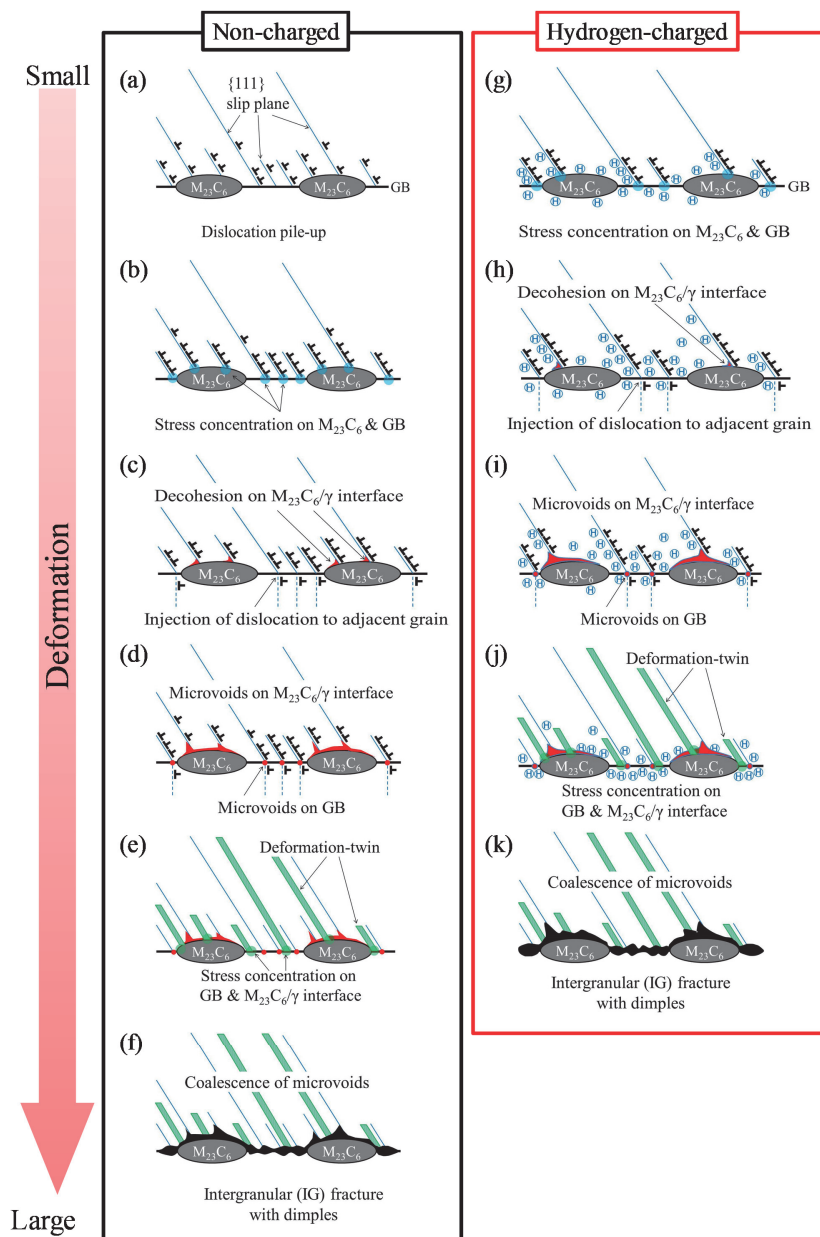 Non-charged
Small
Deformation
Large
(a)
{111}
slip plane
M₂₃C₆
M₂₃C₆
GB
Dislocation pile-up
(b)
M₂₃C₆
M₂₃C₆
Stress concentration on M₂₃C₆ & GB
(c)
Decohesion on M₂₃C₆/γ interface
M₂₃C₆
M₂₃C₆
Injection of dislocation to adjacent grain
(d)
Microvoids on M₂₃C₆/γ interface
M₂₃C₆
M₂₃C₆
Microvoids on GB
(e)
Deformation-twin
M₂₃C₆
M₂₃C₆
Stress concentration on
GB & M₂₃C₆/γ interface
(f)
Coalescence of microvoids
M₂₃C₆
M₂₃C₆
Intergranular (IG) fracture
with dimples
Hydrogen-charged
(g)
H
M₂₃C₆
M₂₃C₆
GB
Stress concentration on M₂₃C₆ & GB
(h)
Decohesion on M₂₃C₆/γ interface
H
M₂₃C₆
M₂₃C₆
Injection of dislocation to adjacent grain
(i)
Microvoids on M₂₃C₆/γ interface
H
M₂₃C₆
M₂₃C₆
Microvoids on GB
(j)
Deformation-twin
H
M₂₃C₆
M₂₃C₆
Stress concentration on
GB & M₂₃C₆/γ interface
(k)
Coalescence of microvoids
M₂₃C₆
M₂₃C₆
Intergranular (IG) fracture
with dimples